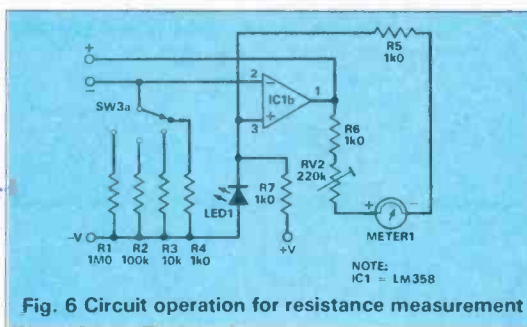 +
−
SW3a
2
3
−
+
IC1b
1
R5
1k0
R6
1k0
RV2
220k
R7
1k0
+V
LED1
+
−
METER1
−V
R1
1M0
R2
100k
R3
10k
R4
1k0
NOTE:
IC1 = LM358
Fig. 6 Circuit operation for resistance measurement